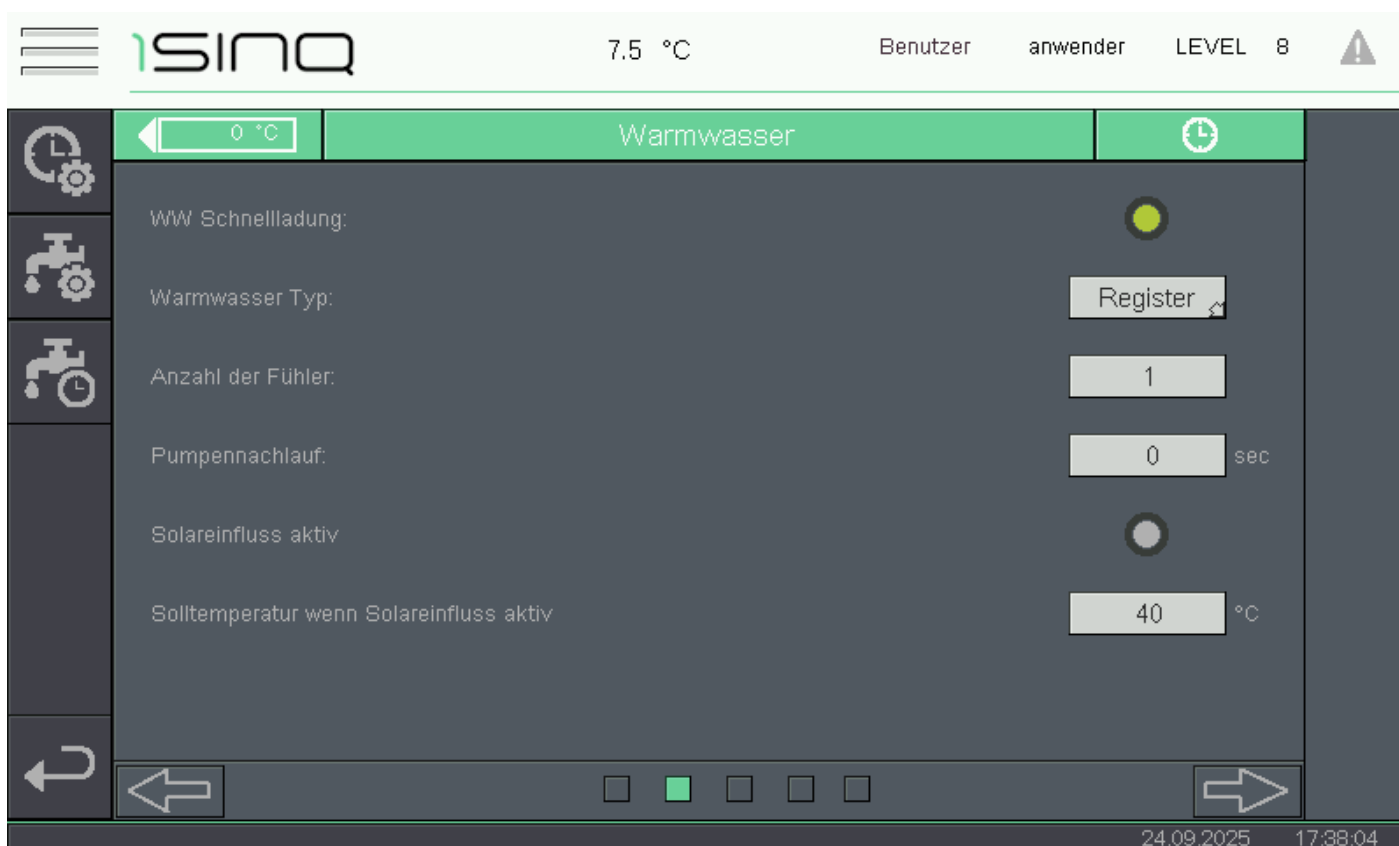 1SINQ 7.5 °C Benutzer anwender LEVEL 8
0 °C Warmwasser
WW Schnellladung:
Warmwasser Typ: Register
Anzahl der Fühler: 1
Pumpennachlauf: 0 sec
Solareinfluss aktiv
Solltemperatur wenn Solareinfluss aktiv 40 °C
24.09.2025 17:38:04